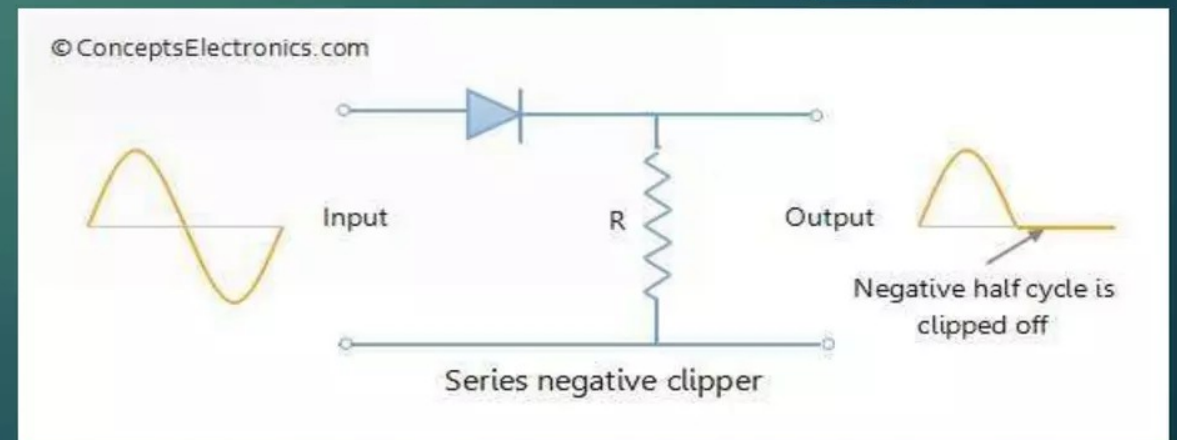 © ConceptsElectronics.com
Input
R
Output
Negative half cycle is
clipped off
Series negative clipper